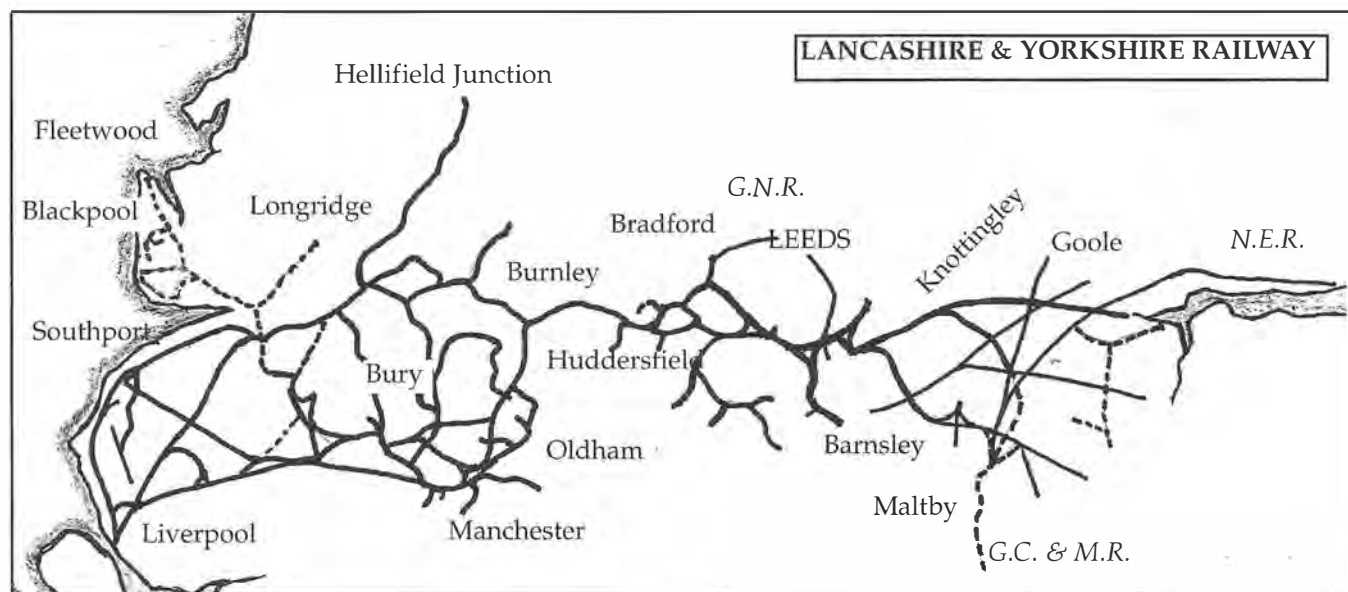 LANCASHIRE & YORKSHIRE RAILWAY
Hellifield Junction
Fleetwood
G.N.R.
Blackpool
Longridge
Bradford
LEEDS
Knottingley
Goole
N.E.R.
Burnley
Southport
Huddersfield
Bury
Oldham
Barnsley
Maltby
Liverpool
Manchester
G.C. & M.R.